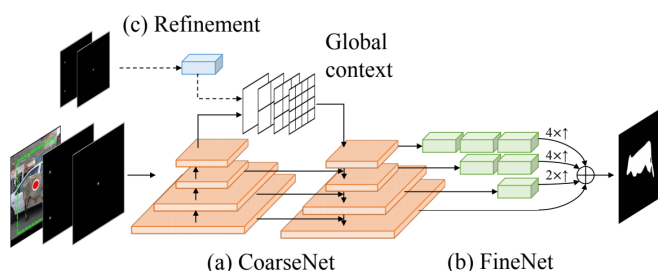 (c) Refinement
Global
context
4×↑
4×↑
2×↑
(a) CoarseNet
(b) FineNet